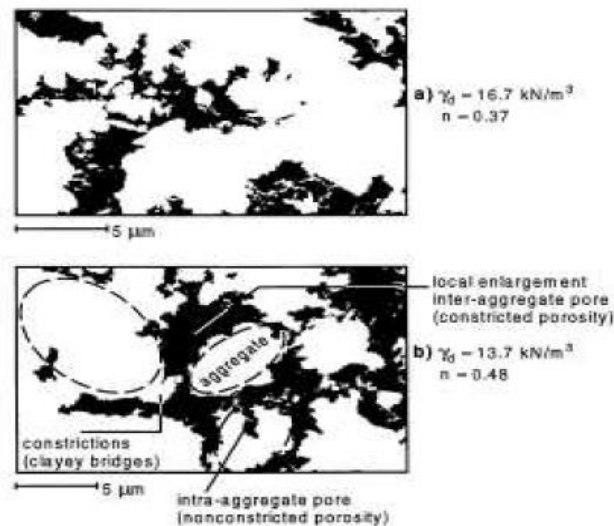 a) γd – 16.7 kN/m³
n – 0.37
5 μm
local enlargement
inter-aggregate pore
(constricted porosity)
aggregate
b) γd – 13.7 kN/m³
n – 0.48
constrictions
(clayey bridges)
5 μm
intra-aggregate pore
(nonconstricted porosity)